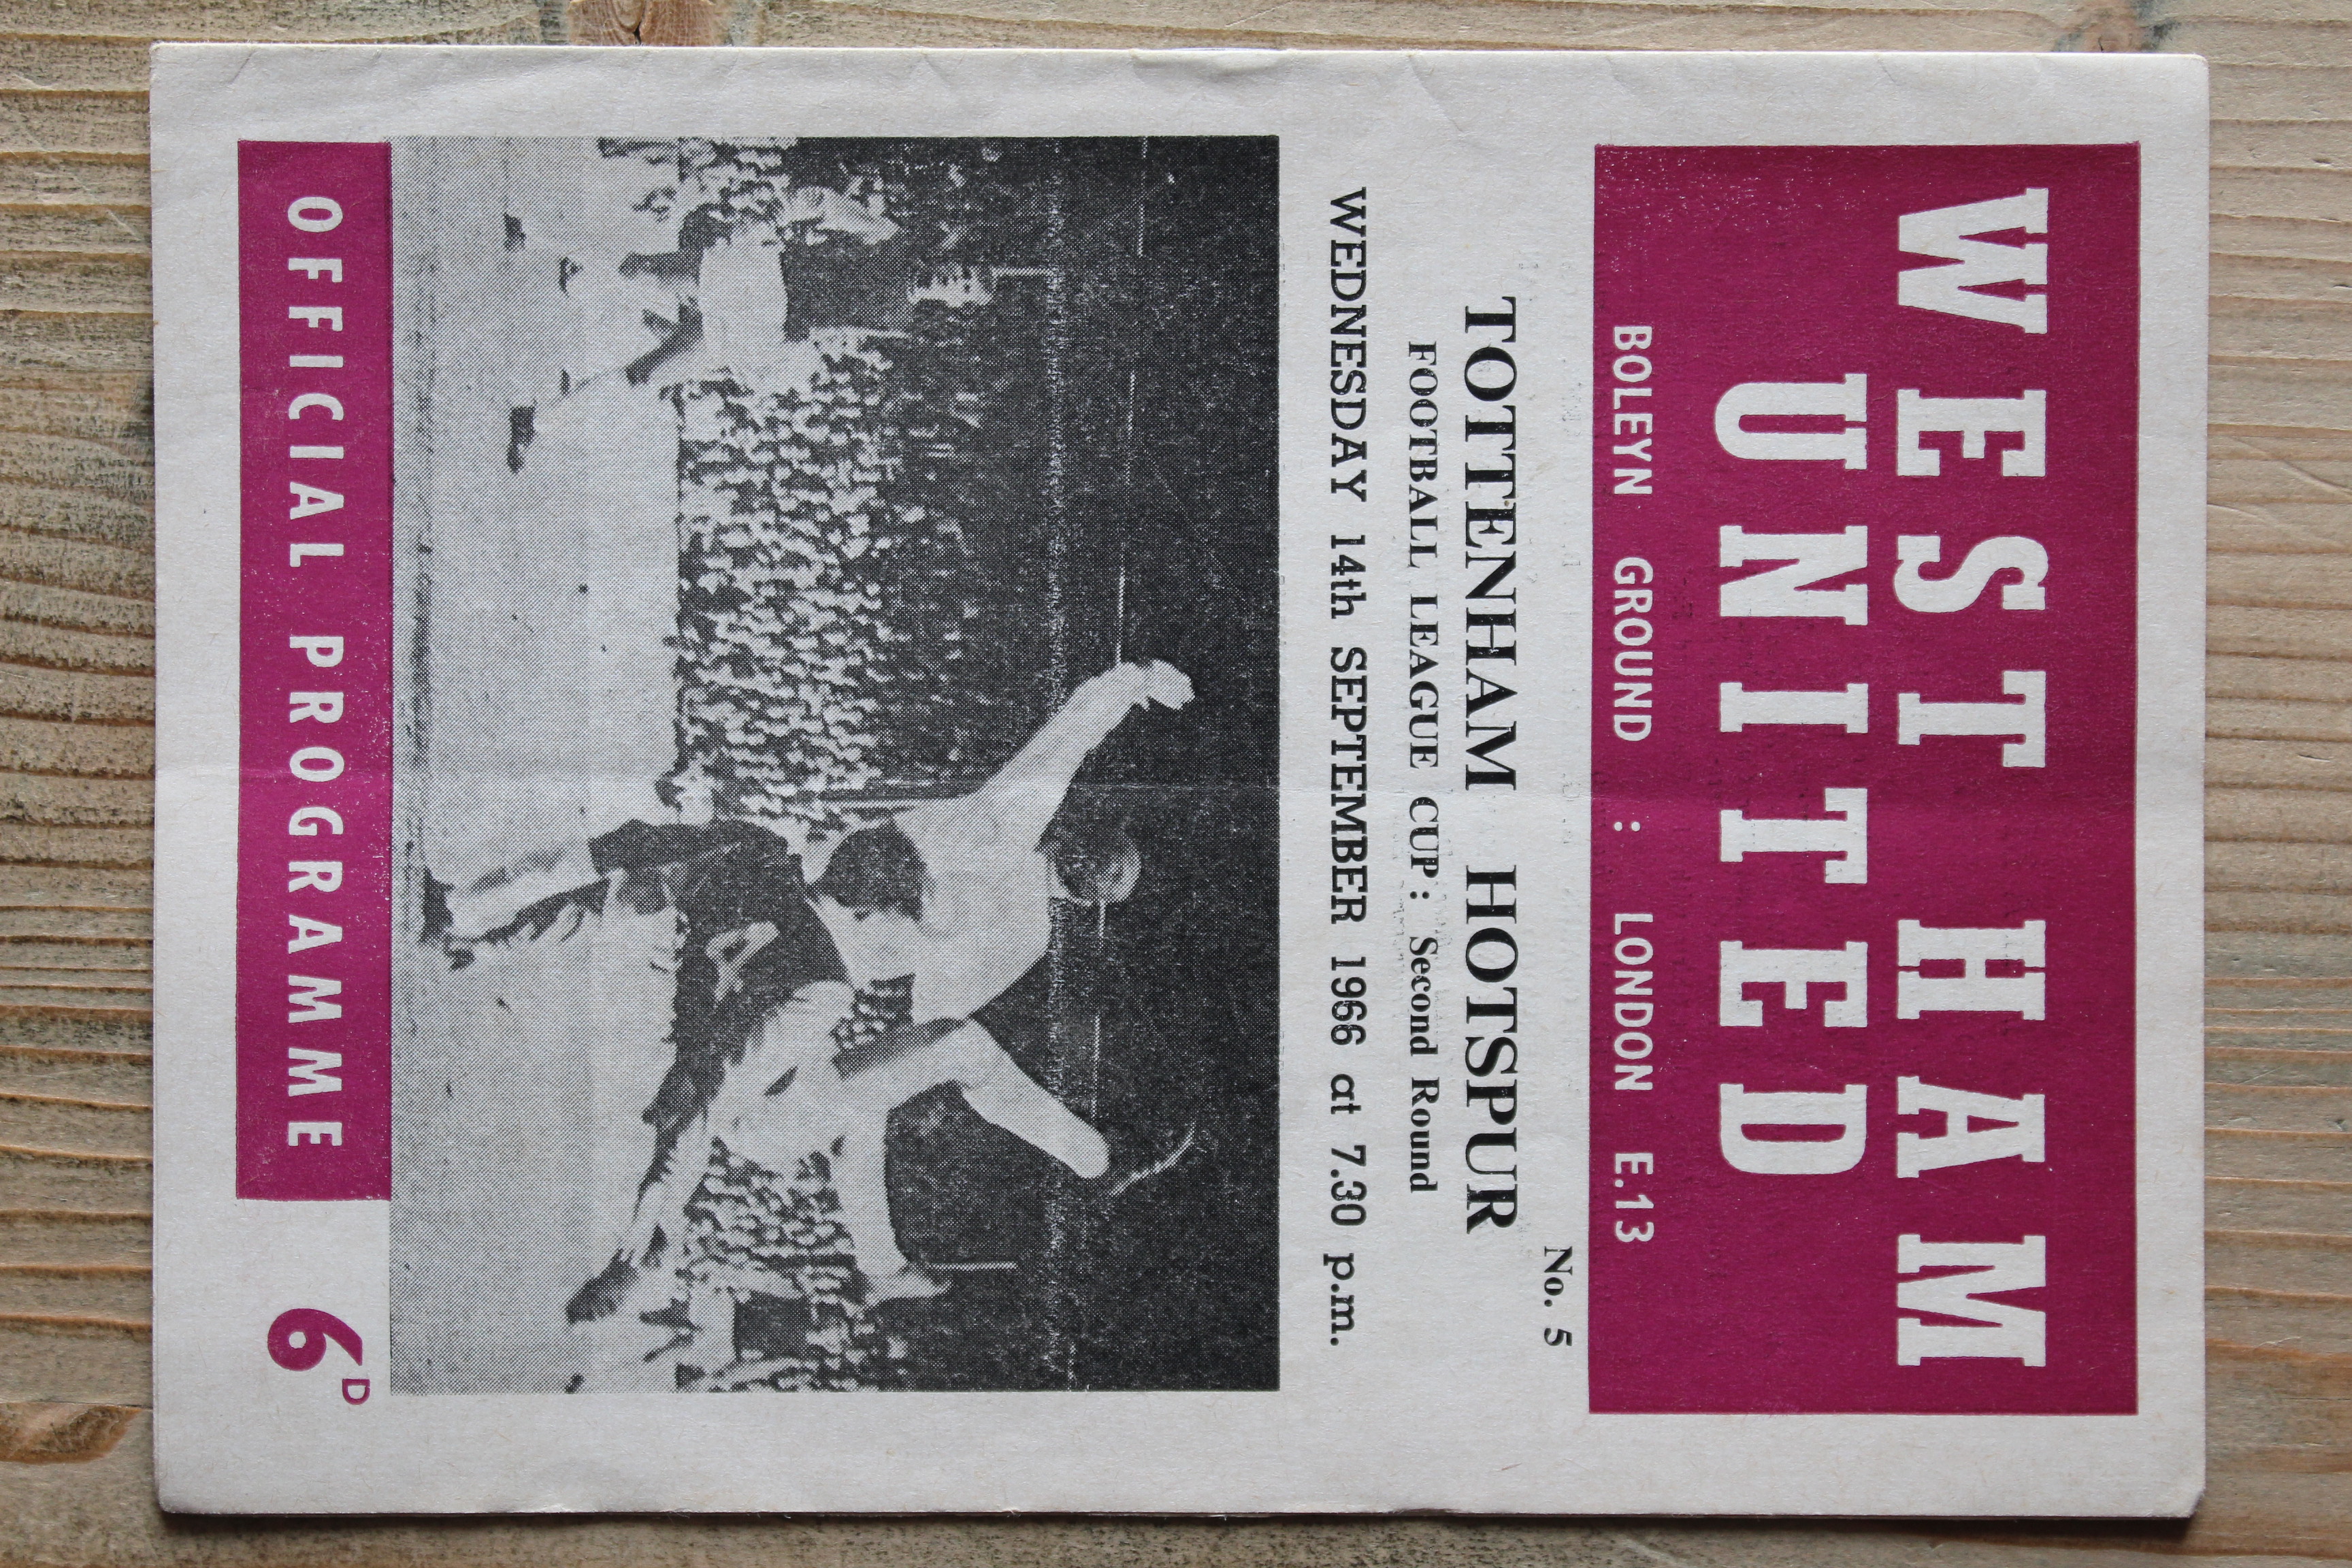 WEST HAM
UNITED
BOLEYN GROUND : LONDON E.13
No. 5
TOTTENHAM HOTSPUR
FOOTBALL LEAGUE CUP: Second Round
WEDNESDAY 14th SEPTEMBER 1966 at 7.30 p.m.
OFFICIAL PROGRAMME 6D